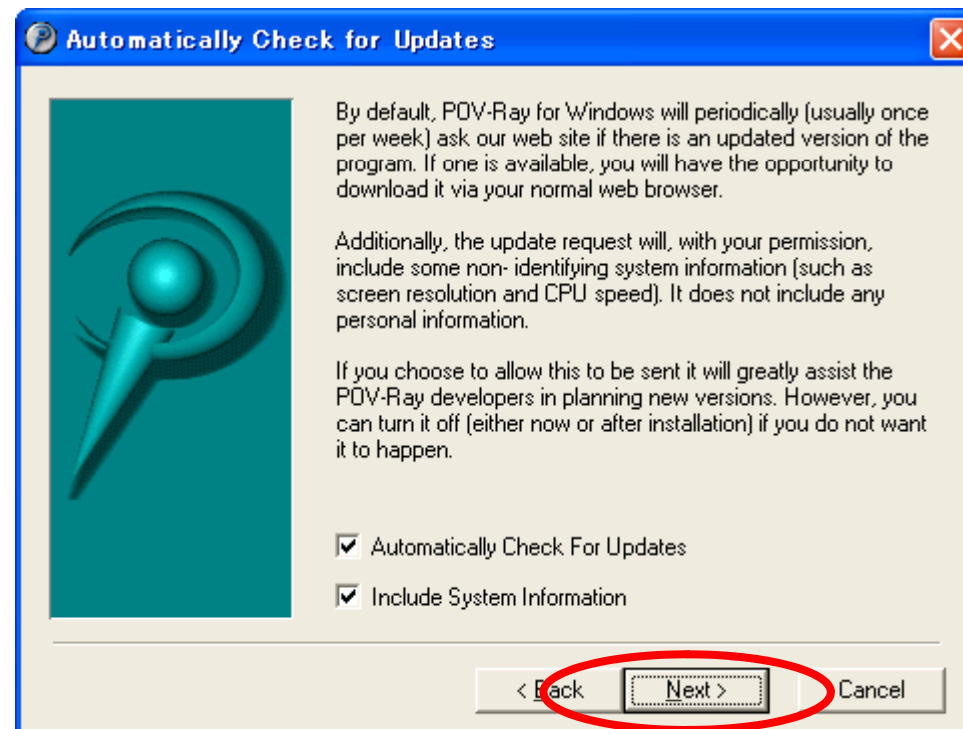 Automatically Check for Updates
By default, POV-Ray for Windows will periodically (usually once
per week) ask our web site if there is an updated version of the
program. If one is available, you will have the opportunity to
download it via your normal web browser.
Additionally, the update request will, with your permission,
include some non- identifying system information (such as
screen resolution and CPU speed). It does not include any
personal information.
If you choose to allow this to be sent it will greatly assist the
POV-Ray developers in planning new versions. However, you
can turn it off (either now or after installation) if you do not want
it to happen.
Automatically Check For Updates
Include System Information
< Back Next > Cancel